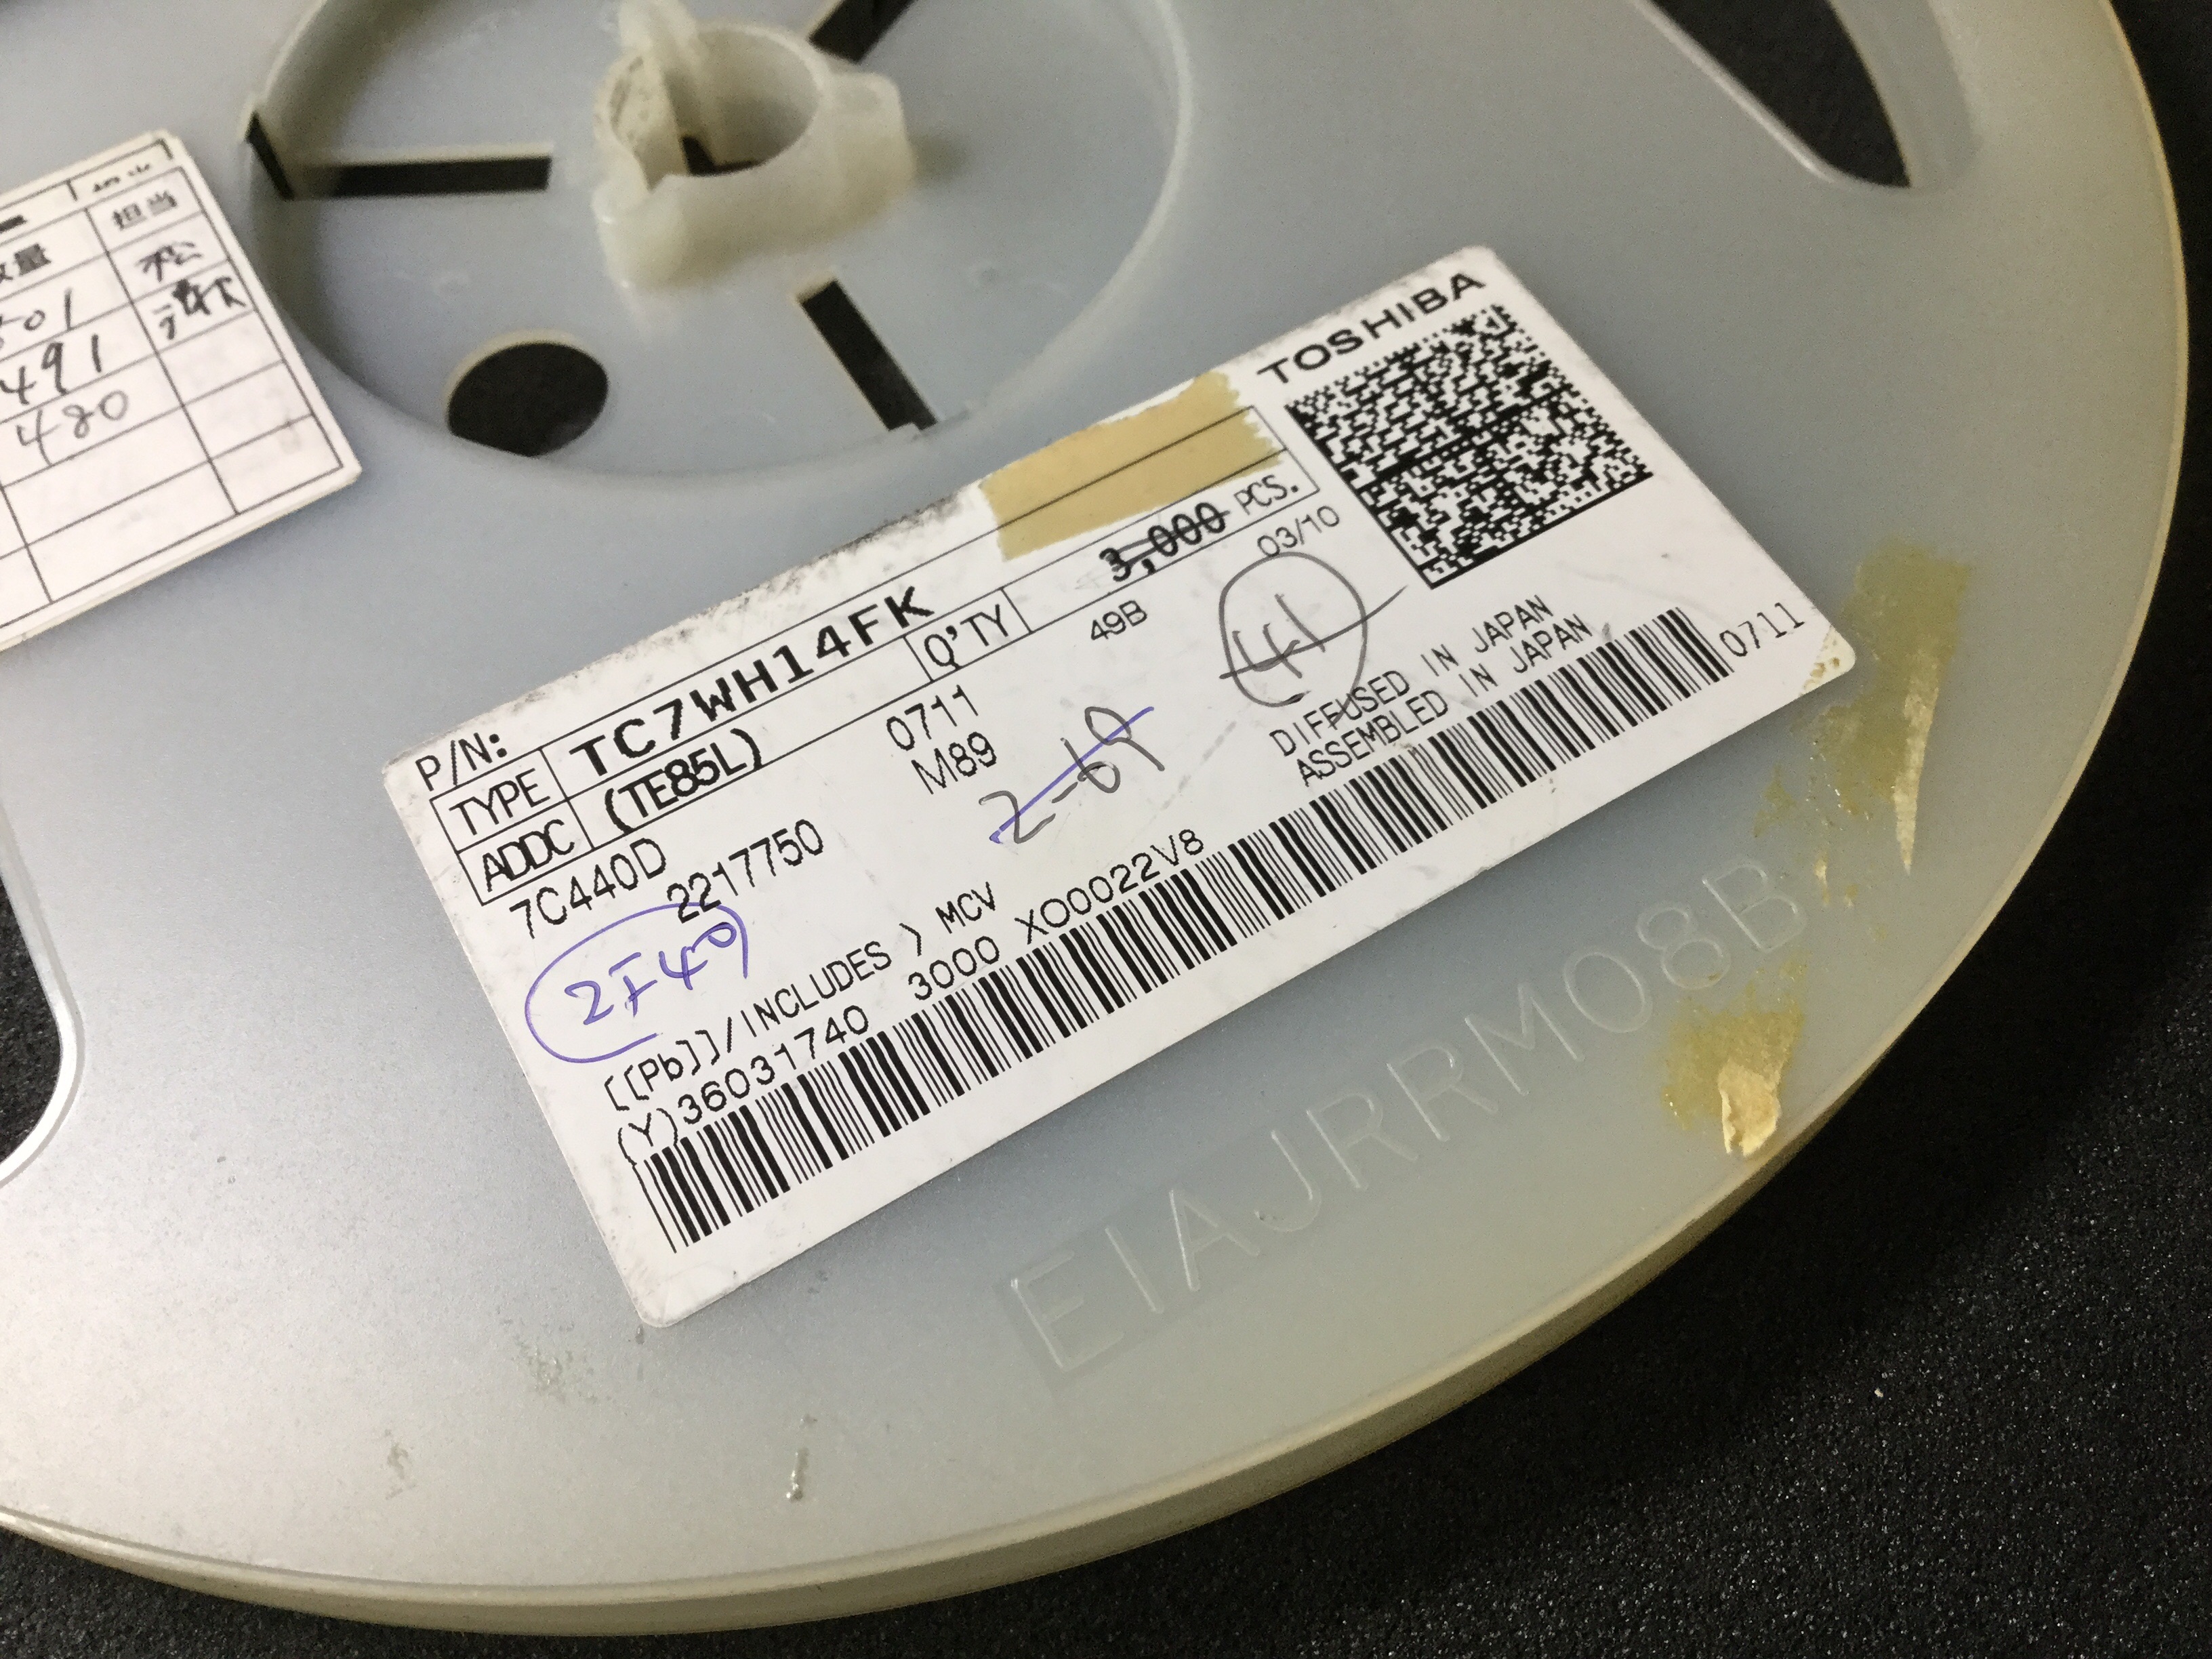 担当
量
松
491
480
TOSHIBA
P/N:
TYPE TC7WH14FK
ADDC (TE85L) Q'TY 3,000 PCS.
7C440D 0711 49B 03/10
2217750 M89
41
2-69
2F40
DIFFUSED IN JAPAN
ASSEMBLED IN JAPAN
[[Pb]]/INCLUDES > MCV
(Y)36031740 3000 XO0022V8 0711
EIAJRRM08B